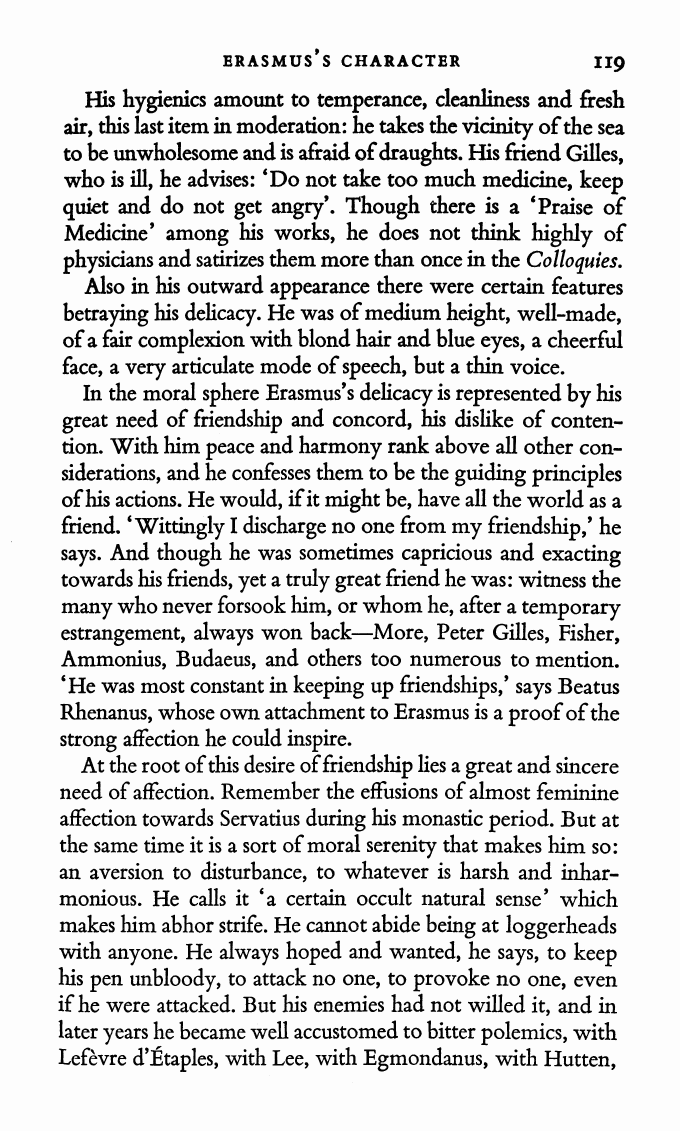 ERASMUS'S CHARACTER 119
His hygienics amount to temperance, cleanliness and fresh
air, this last item in moderation: he takes the vicinity of the sea
to be unwholesome and is afraid of draughts. His friend Gilles,
who is ill, he advises: 'Do not take too much medicine, keep
quiet and do not get angry'. Though there is a 'Praise of
Medicine' among his works, he does not think highly of
physicians and satirizes them more than once in the Colloquies.
Also in his outward appearance there were certain features
betraying his delicacy. He was of medium height, well-made,
of a fair complexion with blond hair and blue eyes, a cheerful
face, a very articulate mode of speech, but a thin voice.
In the moral sphere Erasmus's delicacy is represented by his
great need of friendship and concord, his dislike of conten-
tion. With him peace and harmony rank above all other con-
siderations, and he confesses them to be the guiding principles
of his actions. He would, if it might be, have all the world as a
friend. 'Wittingly I discharge no one from my friendship,' he
says. And though he was sometimes capricious and exacting
towards his friends, yet a truly great friend he was: witness the
many who never forsook him, or whom he, after a temporary
estrangement, always won back—More, Peter Gilles, Fisher,
Ammonius, Budaeus, and others too numerous to mention.
'He was most constant in keeping up friendships,' says Beatus
Rhenanus, whose own attachment to Erasmus is a proof of the
strong affection he could inspire.
At the root of this desire of friendship lies a great and sincere
need of affection. Remember the effusions of almost feminine
affection towards Servatius during his monastic period. But at
the same time it is a sort of moral serenity that makes him so:
an aversion to disturbance, to whatever is harsh and inhar-
monious. He calls it 'a certain occult natural sense' which
makes him abhor strife. He cannot abide being at loggerheads
with anyone. He always hoped and wanted, he says, to keep
his pen unbloody, to attack no one, to provoke no one, even
if he were attacked. But his enemies had not willed it, and in
later years he became well accustomed to bitter polemics, with
Lefèvre d'Étaples, with Lee, with Egmondanus, with Hutten,